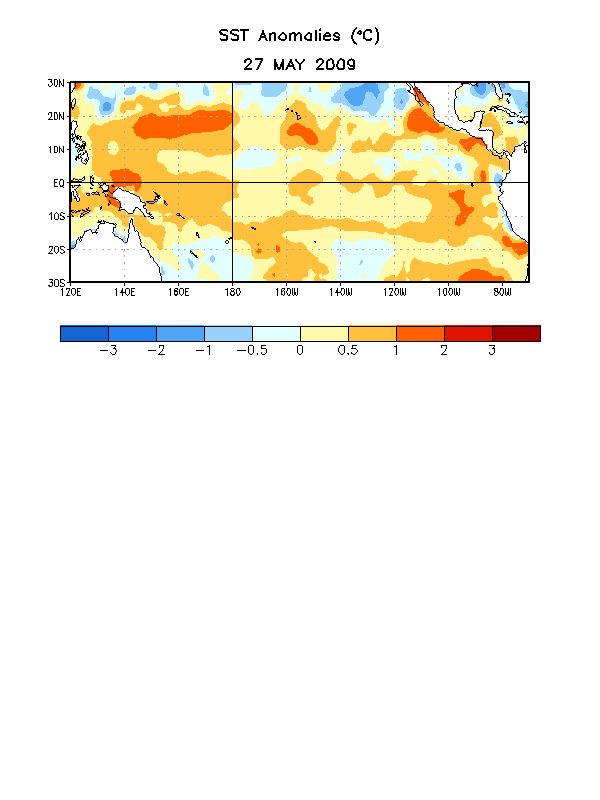 SST Anomalies (°C)
27 MAY 2009
30N
20N
10N
EQ
10S
20S
30S
120E 140E 160E 180 160W 140W 120W 100W 80W
-3 -2 -1 -0.5 0 0.5 1 2 3